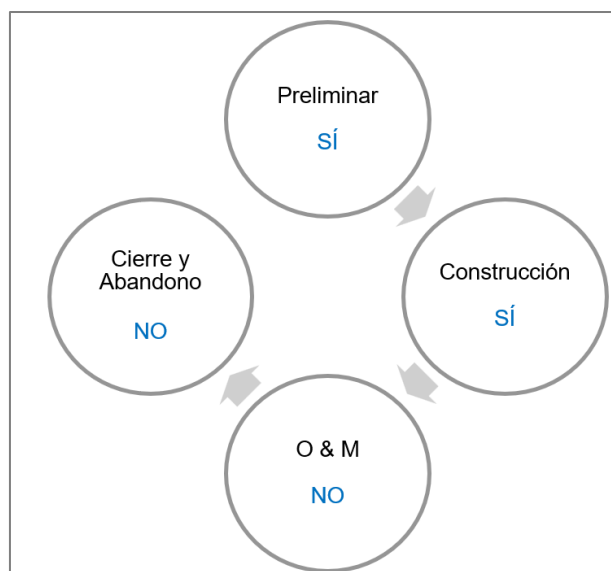 Preliminar
SÍ
Construcción
SÍ
O & M
NO
Cierre y
Abandono
NO